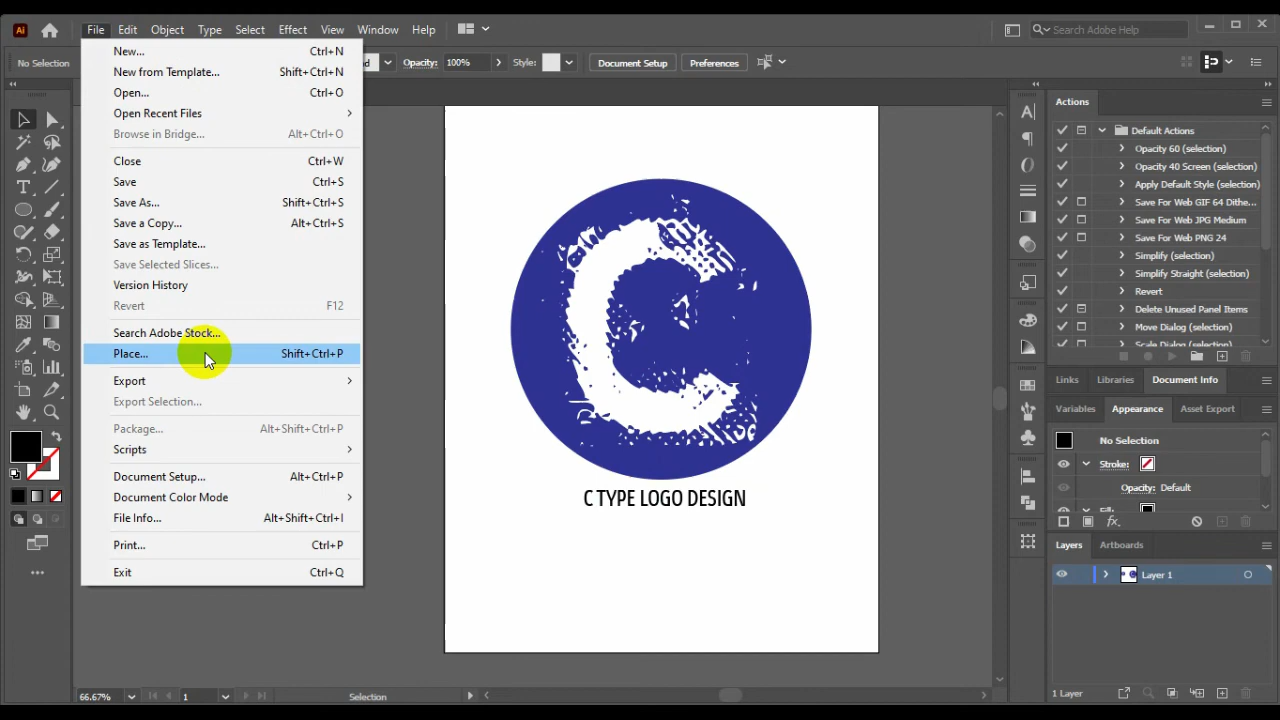 Ai File Edit Object Type Select Effect View Window Help Search Adobe Help
No Selection Opacity: 100% Style: Document Setup Preferences
New... Ctrl+N
New from Template... Shift+Ctrl+N
Open... Ctrl+O
Open Recent Files
Browse in Bridge... Alt+Ctrl+O
Close Ctrl+W
Save Ctrl+S
Save As... Shift+Ctrl+S
Save a Copy... Alt+Ctrl+S
Save as Template...
Save Selected Slices...
Version History
Revert F12
Search Adobe Stock...
Place... Shift+Ctrl+P
Export
Export Selection...
Package... Alt+Shift+Ctrl+P
Scripts
Document Setup... Alt+Ctrl+P
Document Color Mode
File Info... Alt+Shift+Ctrl+I
Print... Ctrl+P
Exit Ctrl+Q
C
C TYPE LOGO DESIGN
Actions
Default Actions
Opacity 60 (selection)
Opacity 40 Screen (selection)
Apply Default Style (selection)
Save For Web GIF 64 Dithe...
Save For Web JPG Medium
Save For Web PNG 24
Simplify (selection)
Simplify Straight (selection)
Revert
Delete Unused Panel Items
Move Dialog (selection)
Scale Dialog (selection)
Links Libraries Document Info
Variables Appearance Asset Export
No Selection
Stroke:
Opacity: Default
Fill:
Layers Artboards
Layer 1
66.67% 1 Selection 1 Layer